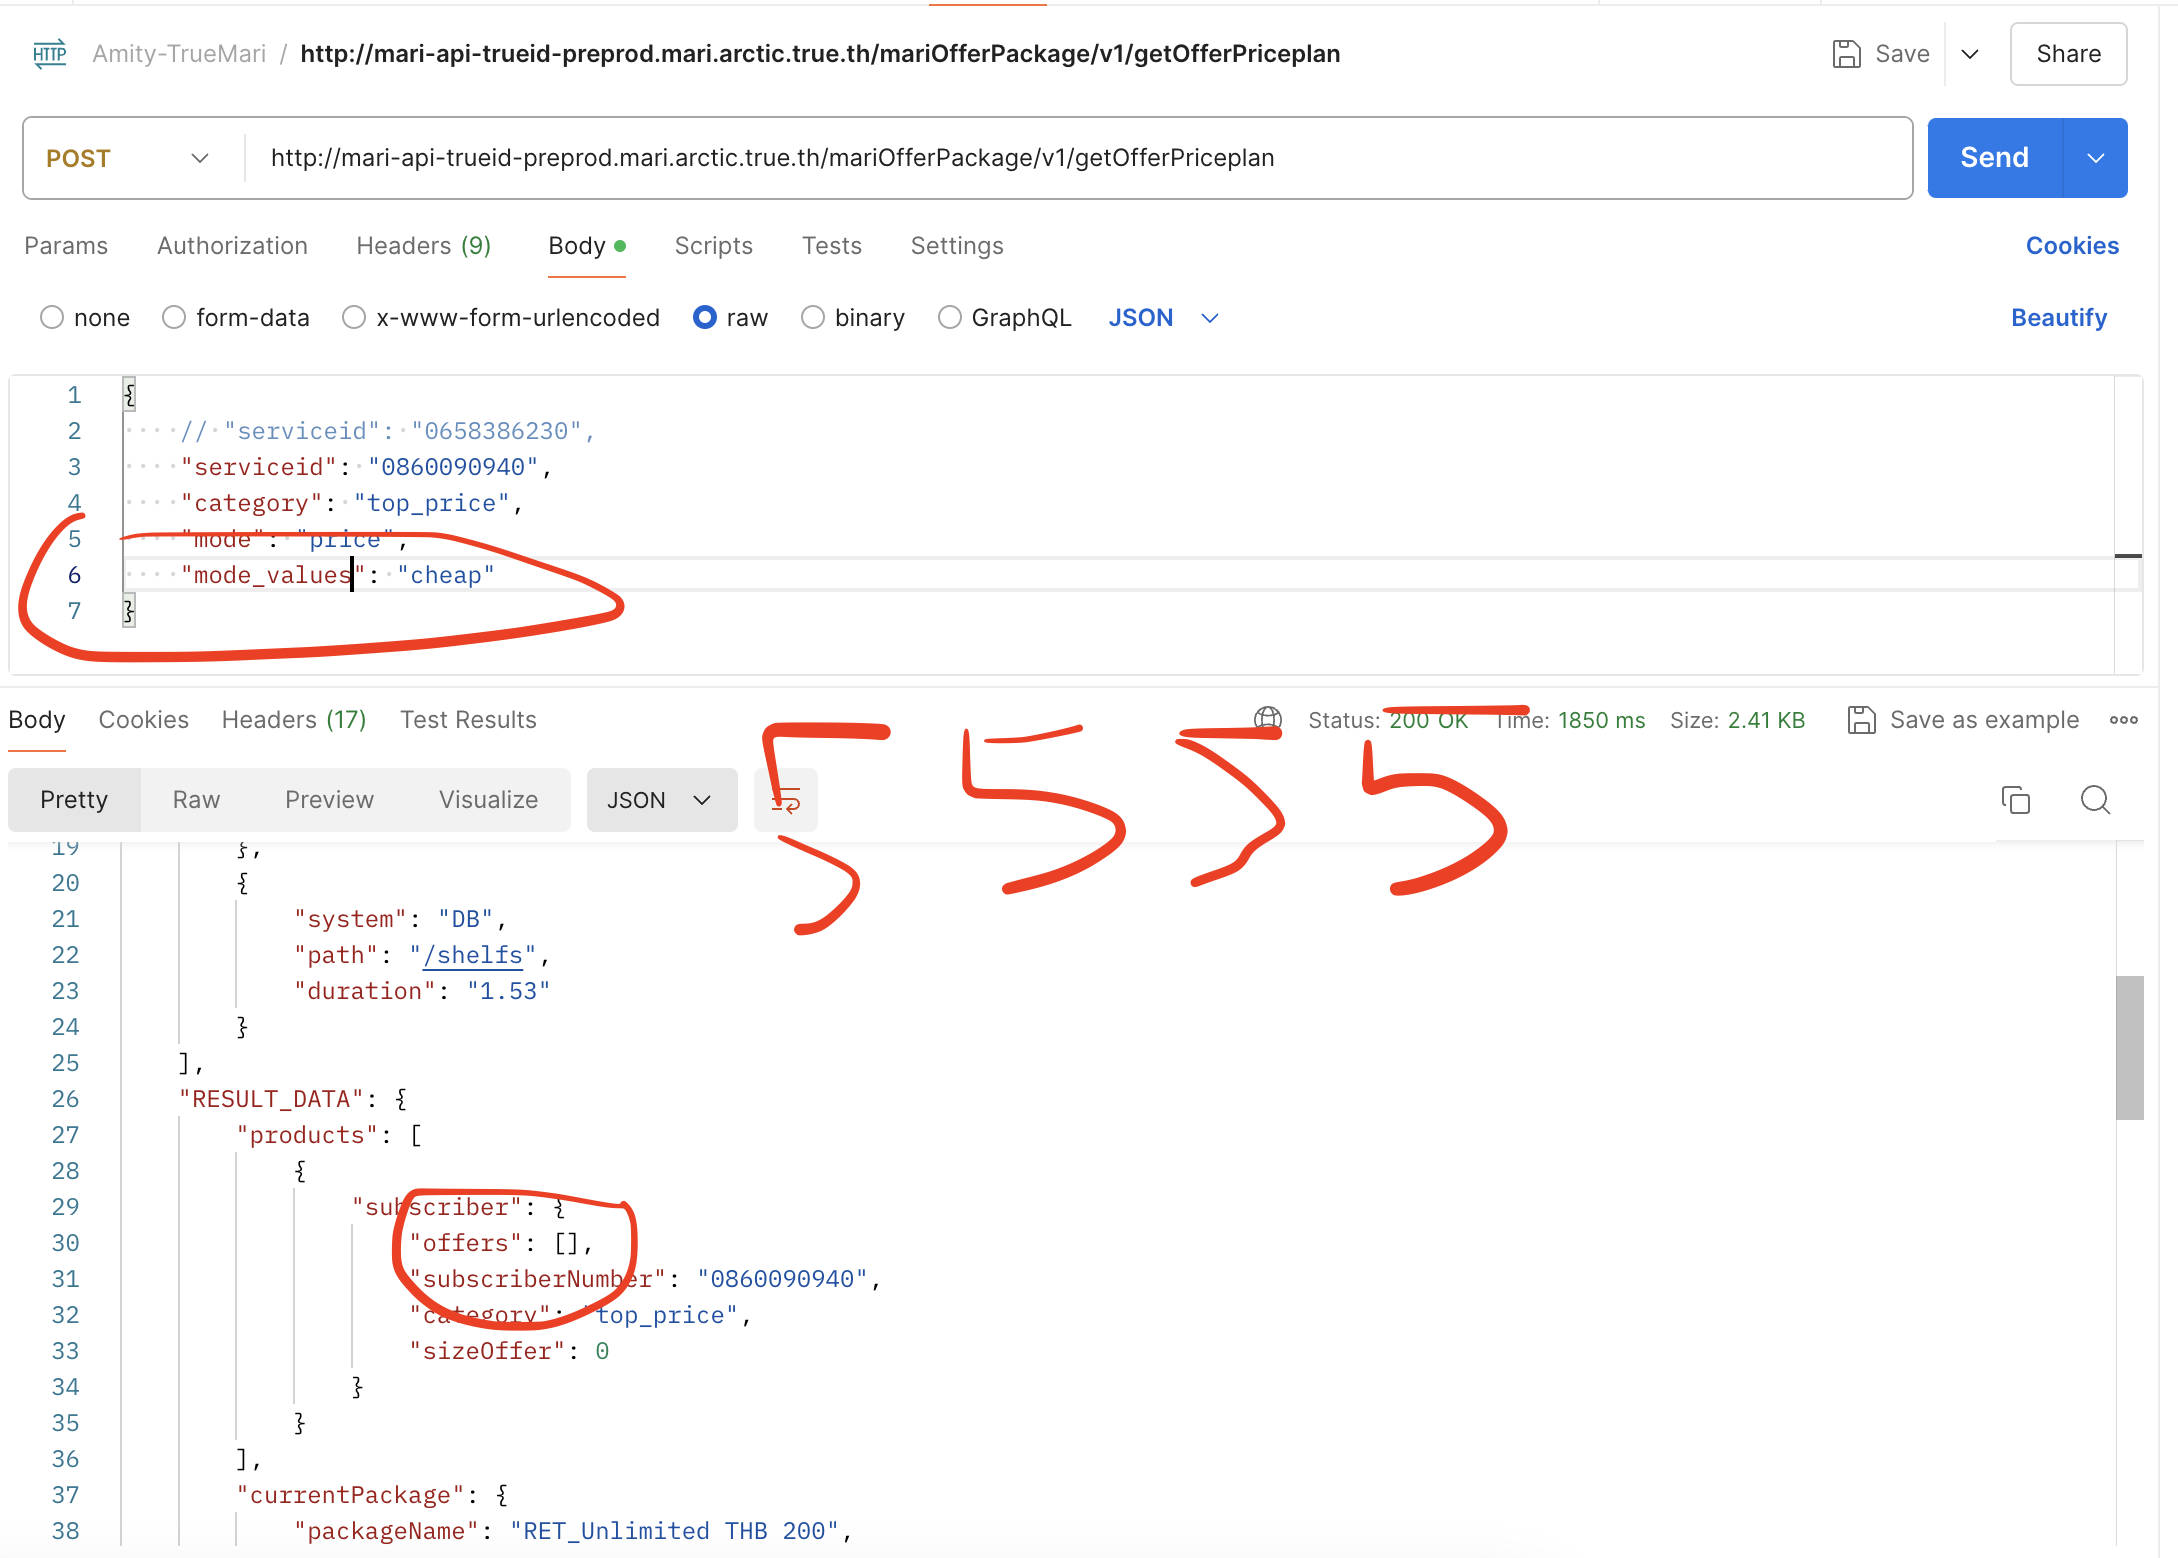 HTTP Amity-TrueMari / http://mari-api-trueid-preprod.mari.arctic.true.th/mariOfferPackage/v1/getOfferPriceplan Save Share
POST http://mari-api-trueid-preprod.mari.arctic.true.th/mariOfferPackage/v1/getOfferPriceplan Send
Params Authorization Headers (9) Body Scripts Tests Settings Cookies
none form-data x-www-form-urlencoded raw binary GraphQL JSON Beautify
1 {
2 // "serviceid": "0658386230",
3 "serviceid": "0860090940",
4 "category": "top_price",
5 "mode": "price",
6 "mode_values": "cheap"
7 }
Body Cookies Headers (17) Test Results Status: 200 OK Time: 1850 ms Size: 2.41 KB Save as example
5 5 5 5
Pretty Raw Preview Visualize JSON
19 },
20 {
21 "system": "DB",
22 "path": "/shelfs",
23 "duration": "1.53"
24 }
25 ],
26 "RESULT_DATA": {
27 "products": [
28 {
29 "subscriber": {
30 "offers": [],
31 "subscriberNumber": "0860090940",
32 "category": "top_price",
33 "sizeOffer": 0
34 }
35 }
36 ],
37 "currentPackage": {
38 "packageName": "RET_Unlimited THB 200",